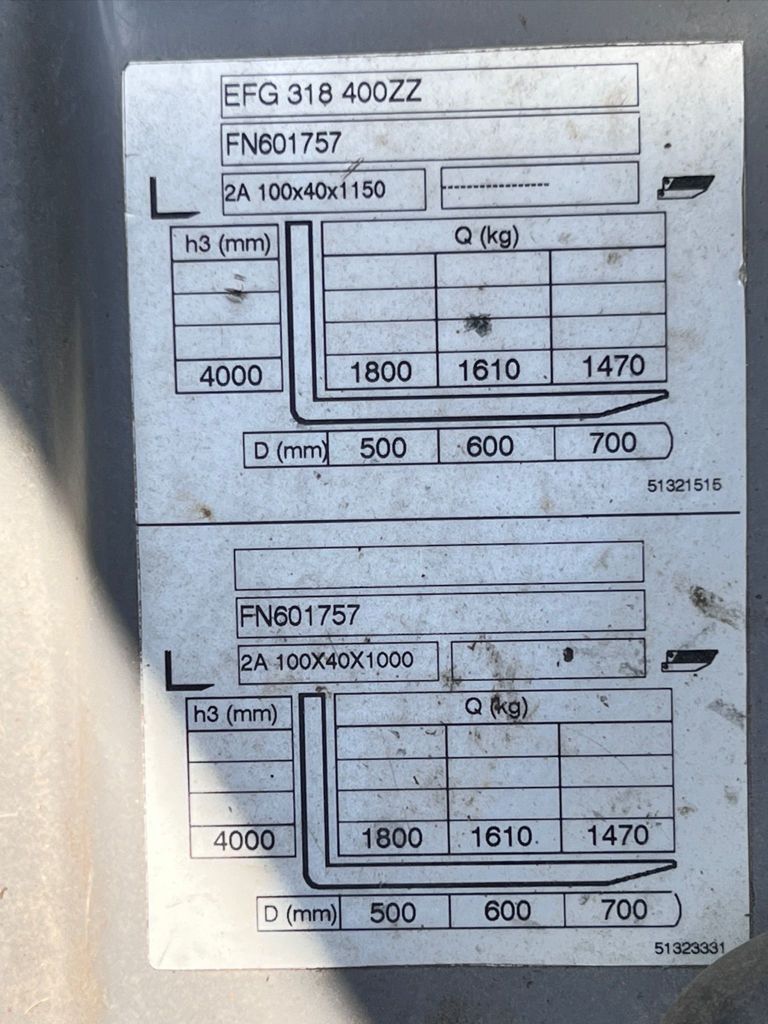 EFG 318 400ZZ
FN601757
2A 100x40x1150 ----------------
h3 (mm) Q (kg)
4000 1800 1610 1470
D (mm) 500 600 700
51321515
FN601757
2A 100X40X1000
h3 (mm) Q (kg)
4000 1800 1610 1470
D (mm) 500 600 700
51323331